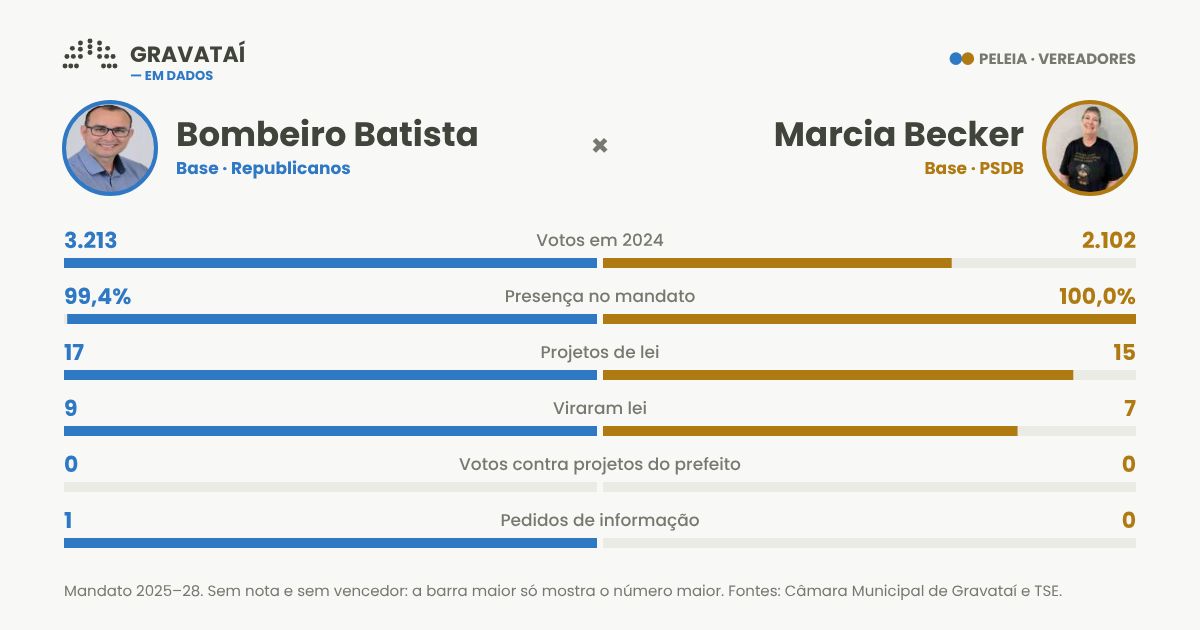 GRAVATAÍ
— EM DADOS
PELEIA · VEREADORES
Bombeiro Batista
Base · Republicanos
×
Marcia Becker
Base · PSDB
3.213 Votos em 2024 2.102
99,4% Presença no mandato 100,0%
17 Projetos de lei 15
9 Viraram lei 7
0 Votos contra projetos do prefeito 0
1 Pedidos de informação 0
Mandato 2025–28. Sem nota e sem vencedor: a barra maior só mostra o número maior. Fontes: Câmara Municipal de Gravataí e TSE.